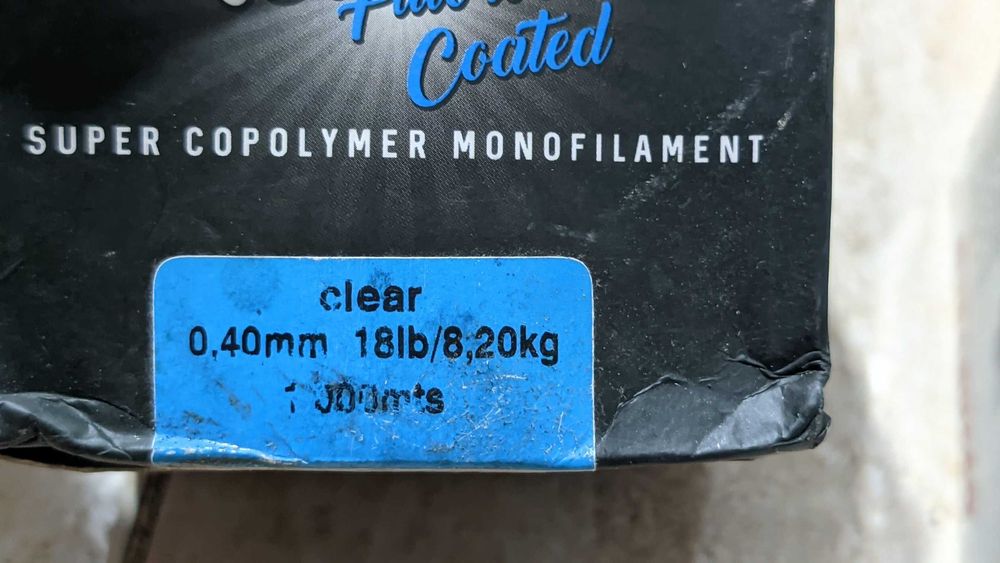 Coated
SUPER COPOLYMER MONOFILAMENT
clear
0,40mm 18lb/8,20kg